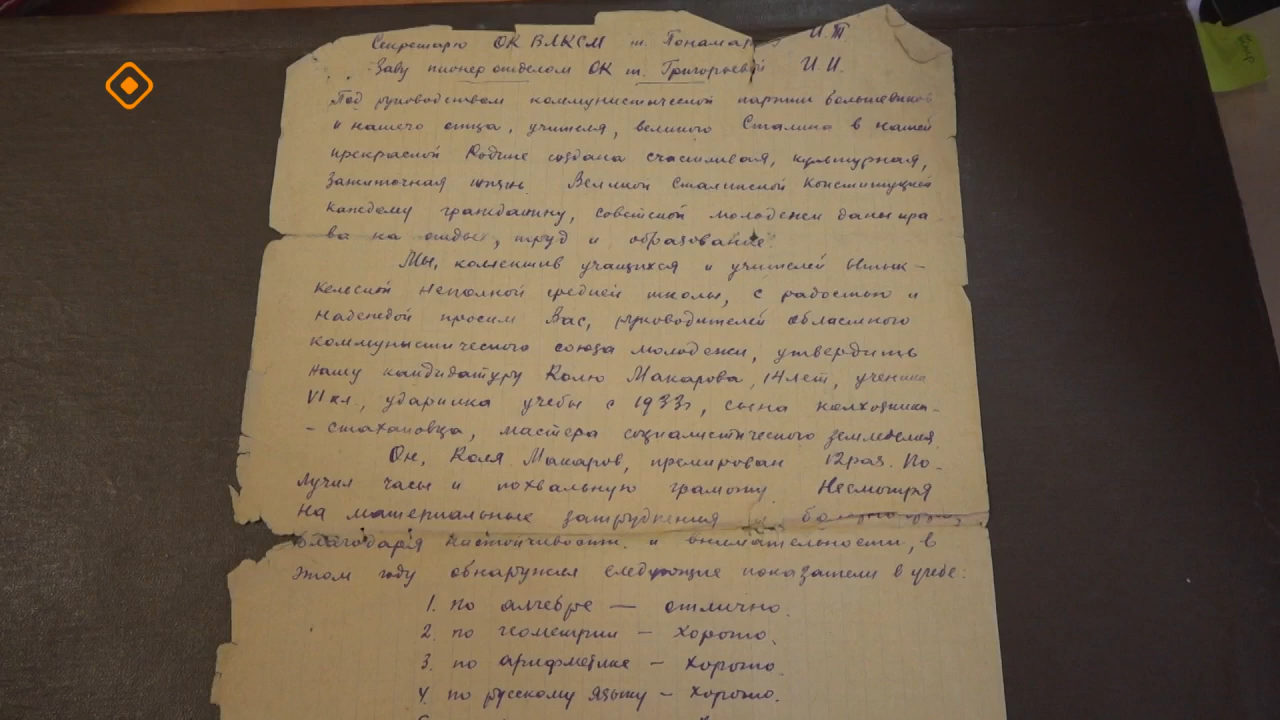 Секретарю ОК ВЛКСМ т. Понамар И.Т
Заву пионер отделом ОК т. Григорьевой И.И.
Под руководством коммунистической партии большевиков
и нашего отца, учителя, великого Сталина в нашей
прекрасной Родине создана счастливая, культурная,
зажиточная жизнь. Великой Сталинской Конституцией
каждому гражданину, советской молодежи даны пра
ва на отдых, труд и образование.
Мы, коллектив учащихся и учителей Ытык-
Келеской неполной средней школы, с радостью и
надеждой просим Вас, руководителей областного
коммунистического союза молодежи, утвердить
нашу кандидатуру Колю Макарова, 14 лет, ученика
VI кл., ударника учебы с 1933г, сына колхозника-
- стахановца, мастера социалистического земледелия.
Он, Коля Макаров, премирован 12 раз. По-
лучил часы и похвальную грамоту. Несмотря
на материальные затруднения и
благодаря настойчивости и внимательности, в
этом году обнаружил следующие показатели в учебе:
1. по алгебре — отлично.
2. по геометрии — хорошо.
3. по арифметике — хорошо
4. по русскому языку — хорошо.